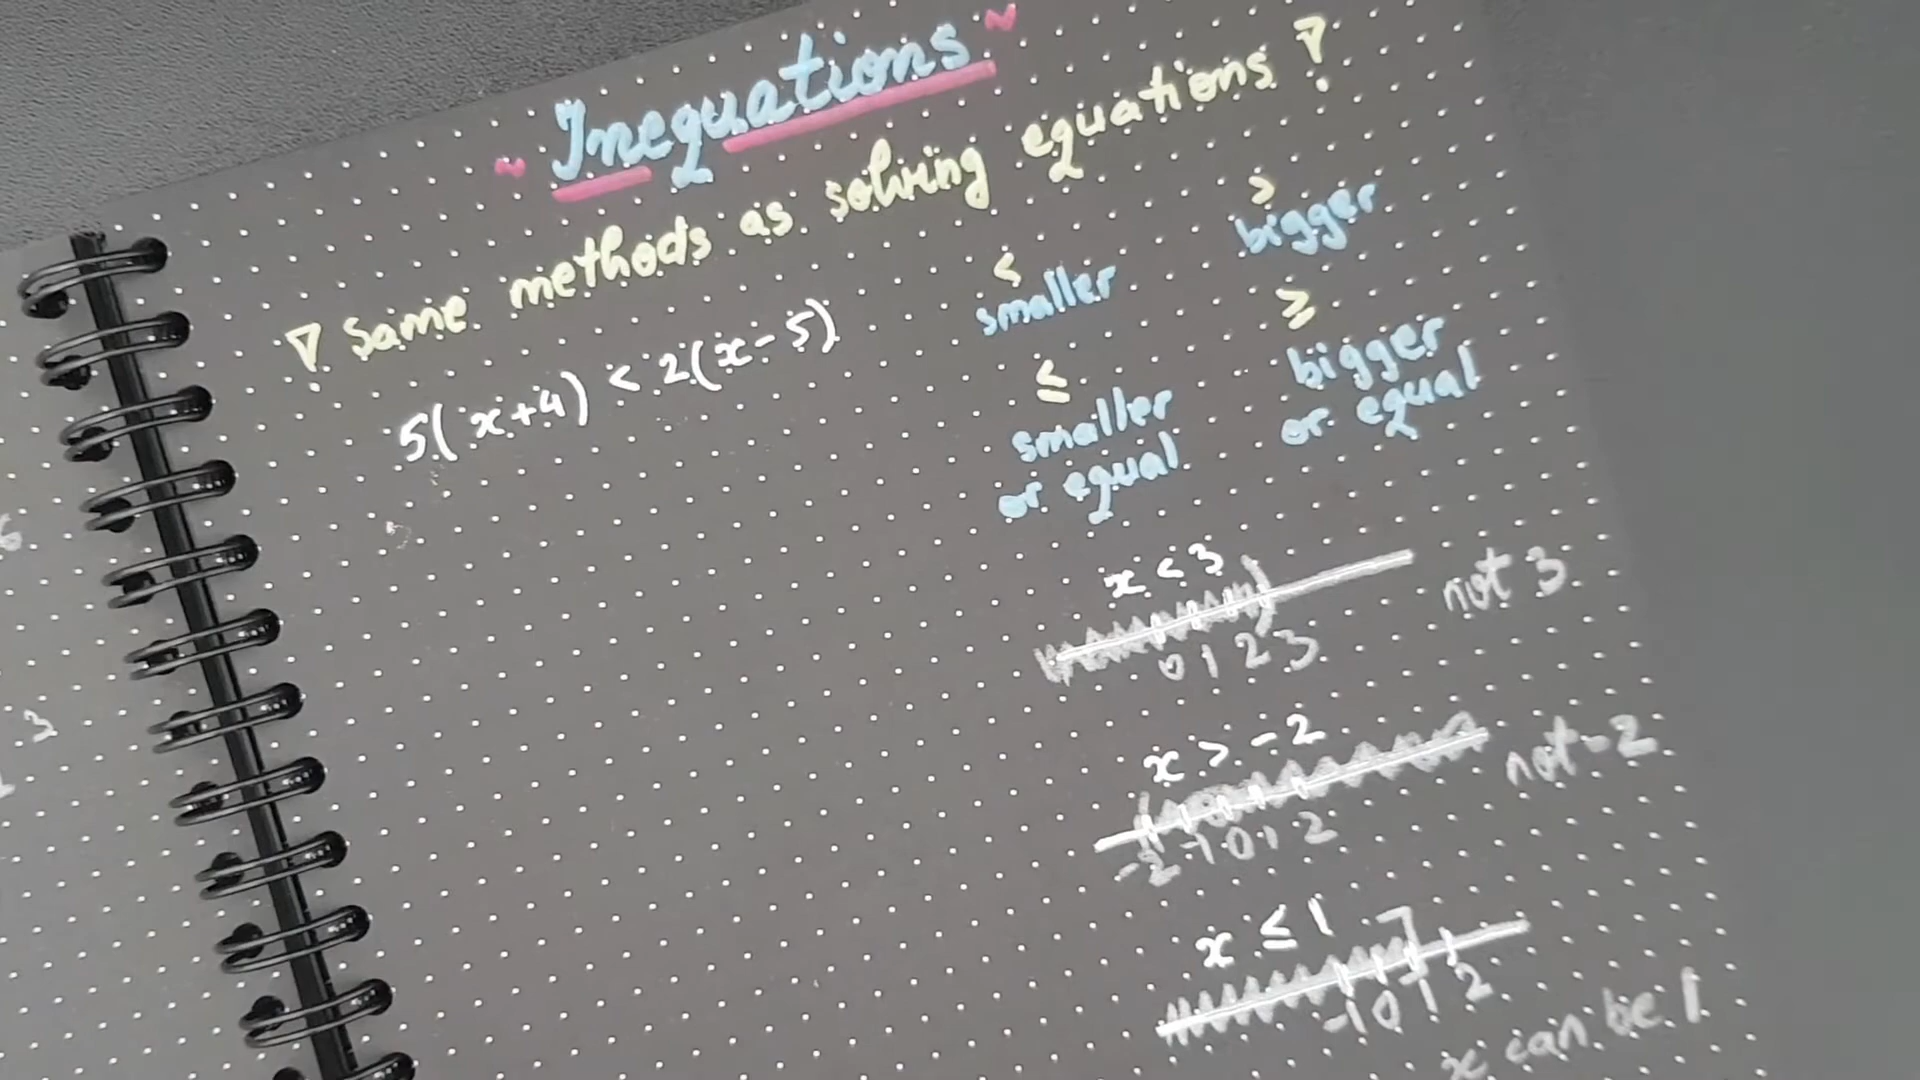 ~ Inequations ~
∇ Same methods as solving equations ∇
5(x+4) < 2(x-5)
<
smaller
>
bigger
≤
smaller
or equal
≥
bigger
or equal
x < 3
0 1 2 3
not 3
x > -2
-2 -1 0 1 2
not -2
x ≤ 1
-1 0 1 2
x can be 1
3